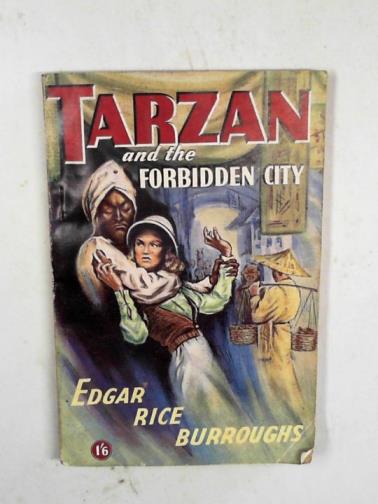 TARZAN
and the
FORBIDDEN CITY
EDGAR
RICE
BURROUGHS
1/6